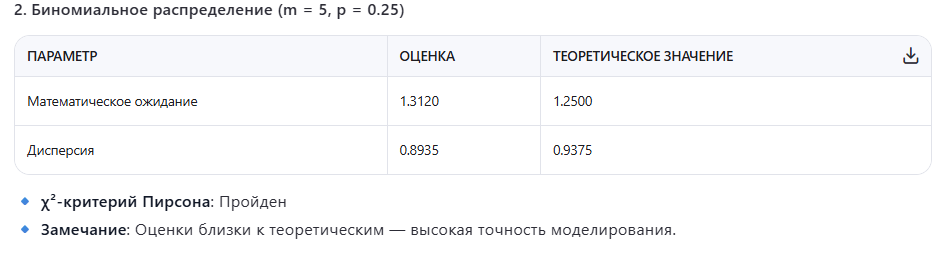 2. Биномиальное распределение (m = 5, p = 0.25)
ПАРАМЕТР ОЦЕНКА ТЕОРЕТИЧЕСКОЕ ЗНАЧЕНИЕ
Математическое ожидание 1.3120 1.2500
Дисперсия 0.8935 0.9375
χ²-критерий Пирсона: Пройден
Замечание: Оценки близки к теоретическим — высокая точность моделирования.